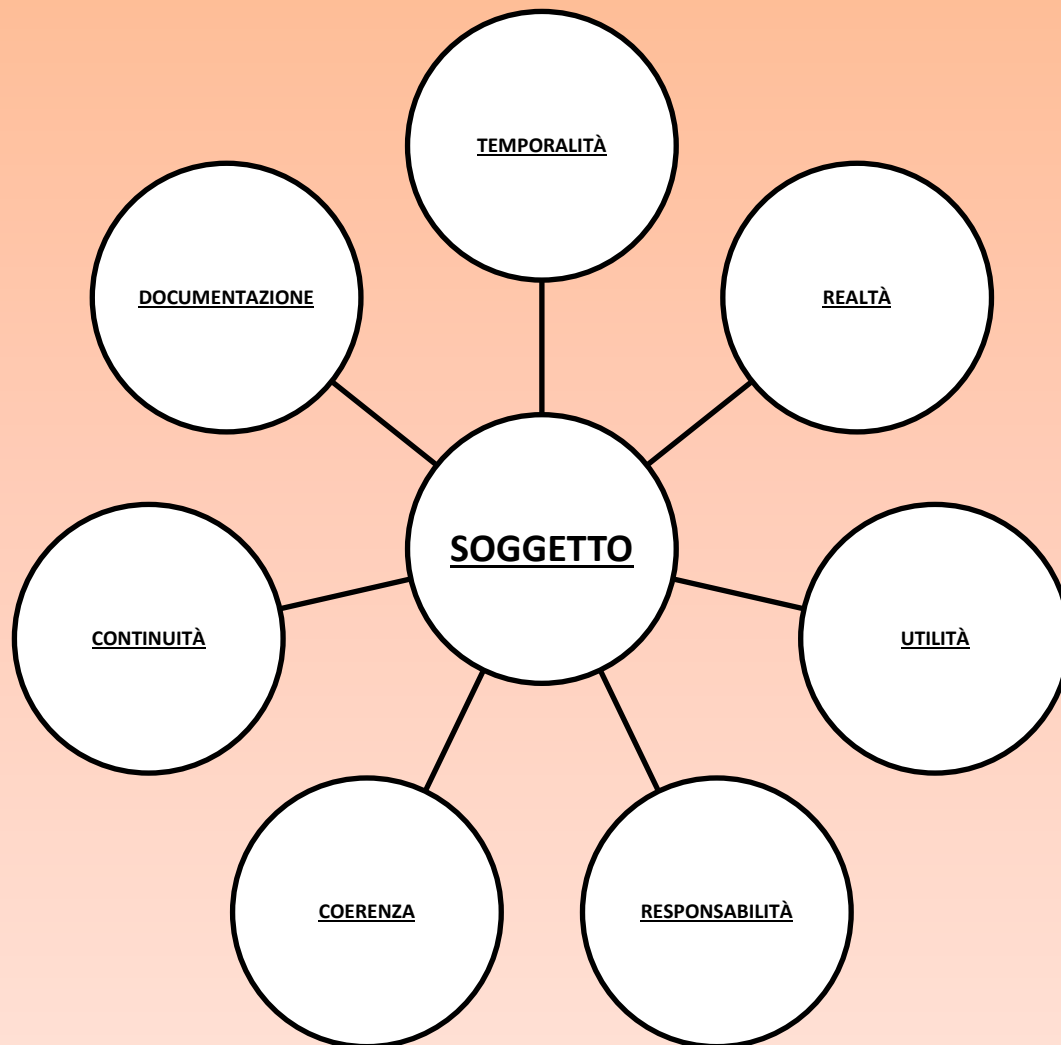 TEMPORALITÀ
DOCUMENTAZIONE
REALTÀ
SOGGETTO
CONTINUITÀ
UTILITÀ
COERENZA
RESPONSABILITÀ